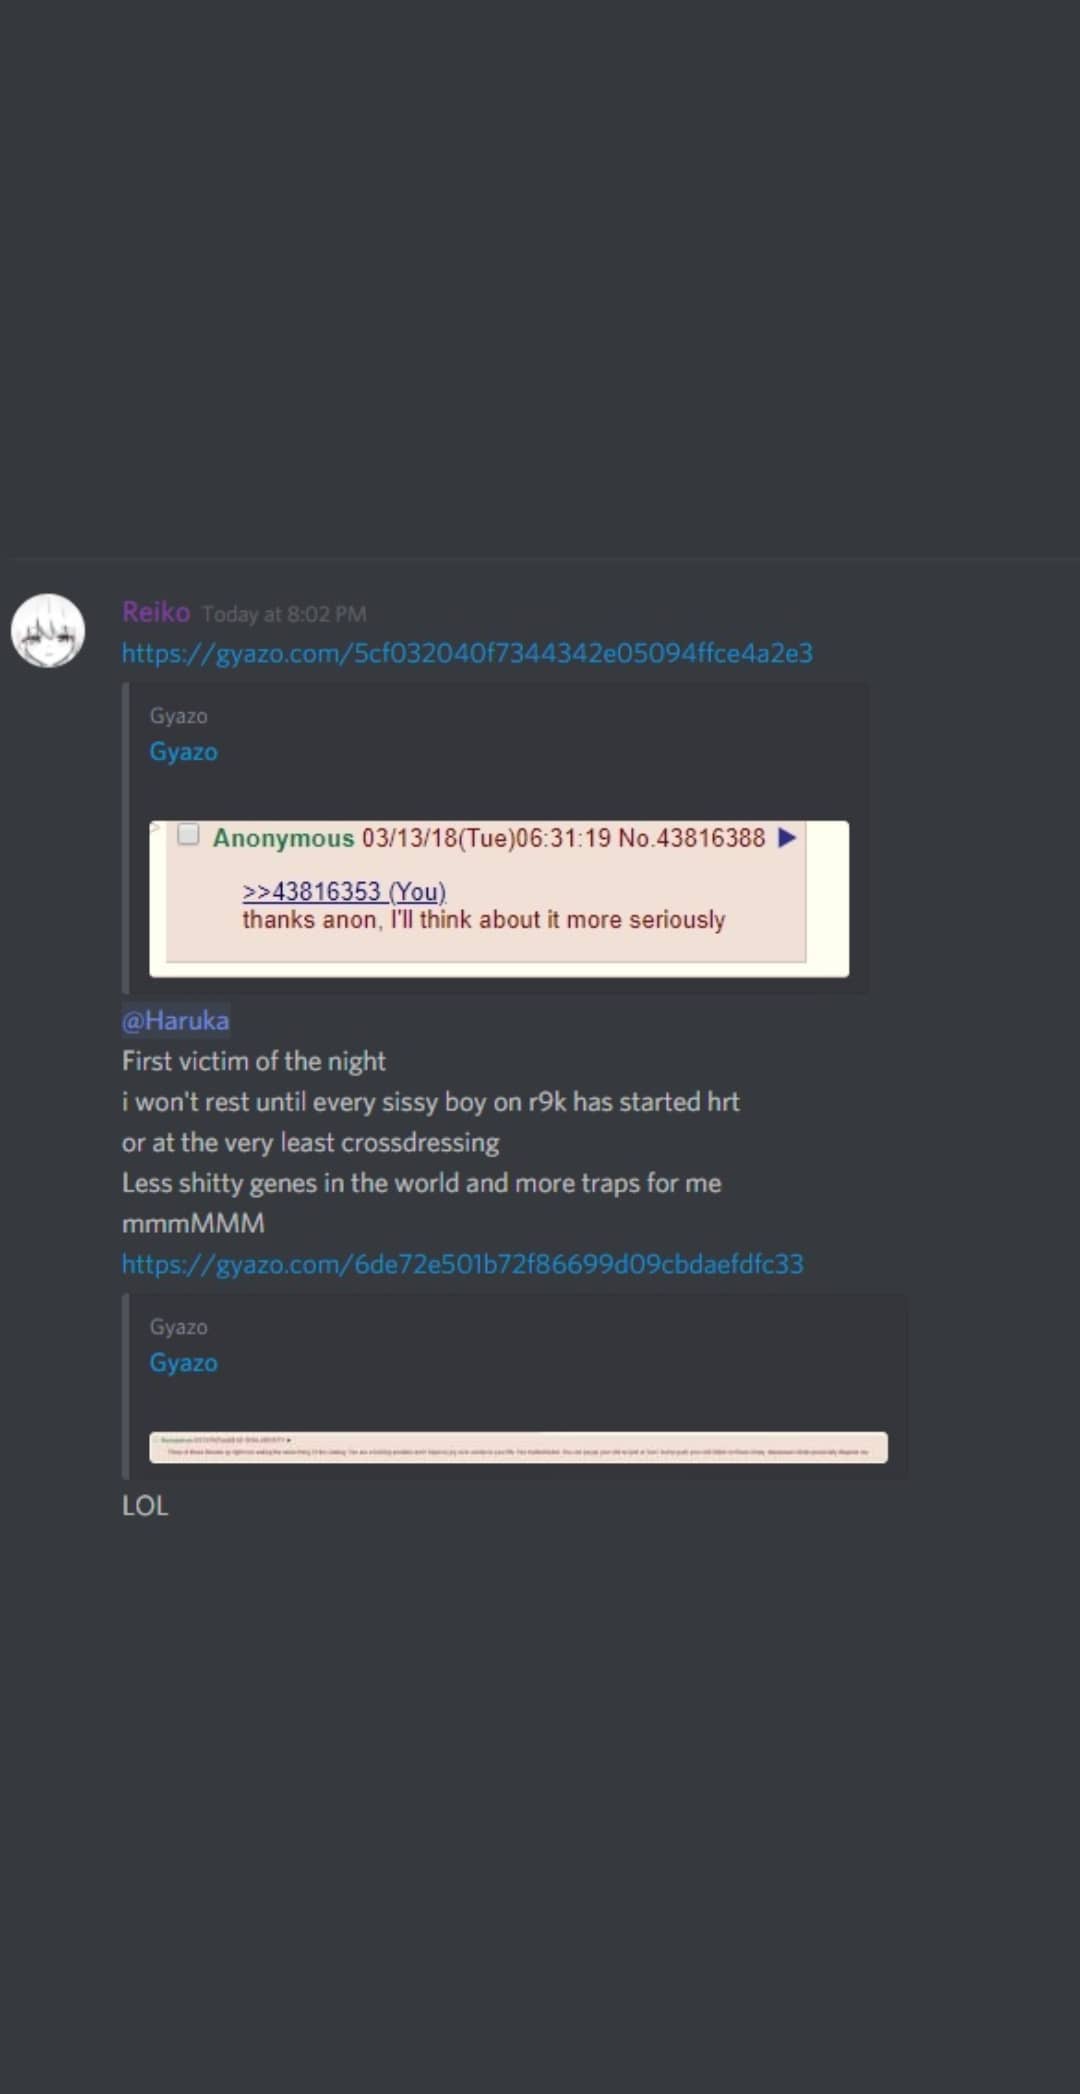 Reiko Today at 8:02 PM
https://gyazo.com/5cf032040f7344342e05094ffce4a2e3
Gyazo
Gyazo
Anonymous 03/13/18(Tue)06:31:19 No.43816388 ▶
>>43816353 (You)
thanks anon, I'll think about it more seriously
@Haruka
First victim of the night
i won't rest until every sissy boy on r9k has started hrt
or at the very least crossdressing
Less shitty genes in the world and more traps for me
mmmMMM
https://gyazo.com/6de72e501b72f86699d09cbdaefdfc33
Gyazo
Gyazo
LOL